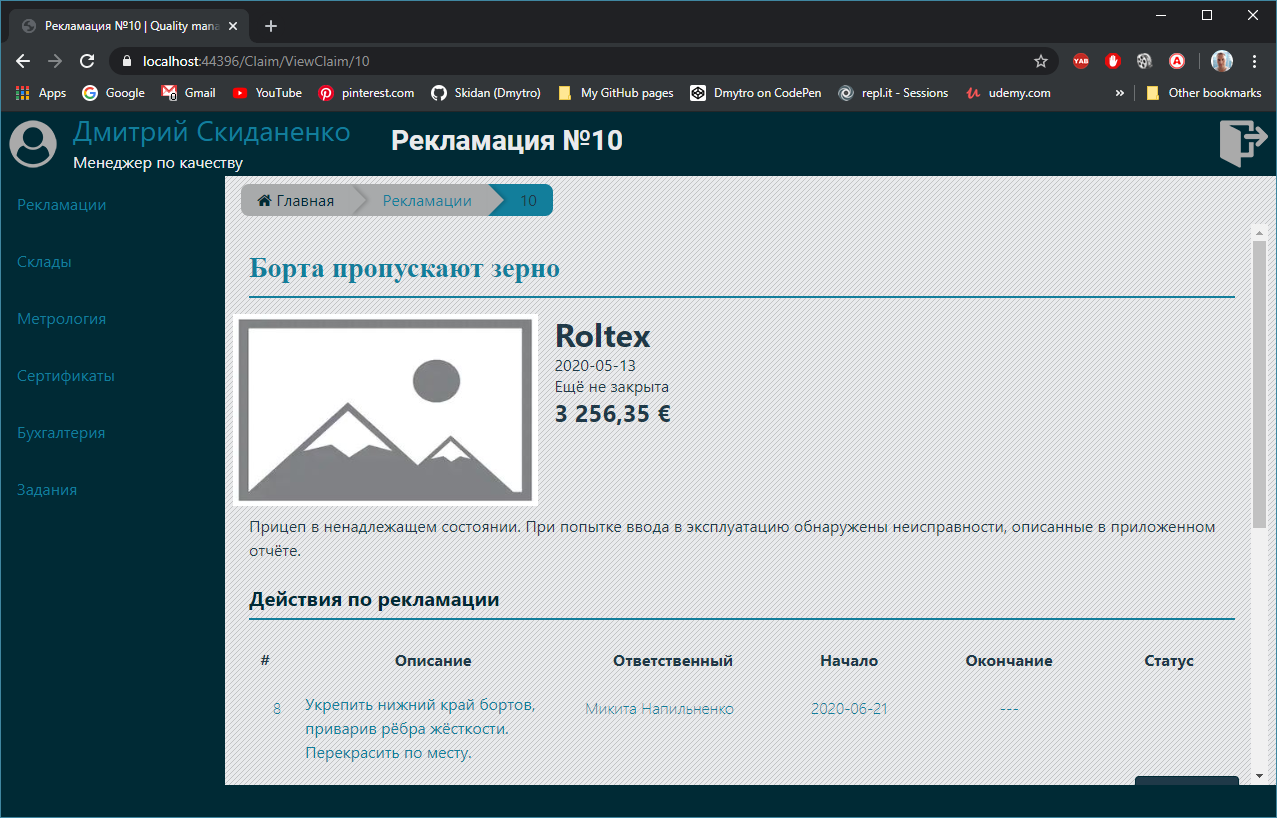 Рекламация №10 | Quality mana
localhost:44396/Claim/ViewClaim/10
YAB
A
Apps Google Gmail YouTube pinterest.com Skidan (Dmytro) My GitHub pages Dmytro on CodePen repl.it - Sessions udemy.com » Other bookmarks
Дмитрий Скиданенко
Менеджер по качеству
Рекламация №10
Рекламации
Склады
Метрология
Сертификаты
Бухгалтерия
Задания
Главная Рекламации 10
Борта пропускают зерно
Roltex
2020-05-13
Ещё не закрыта
3 256,35 €
Прицеп в ненадлежащем состоянии. При попытке ввода в эксплуатацию обнаружены неисправности, описанные в приложенном
отчёте.
Действия по рекламации
# Описание Ответственный Начало Окончание Статус
8 Укрепить нижний край бортов, Микита Напильненко 2020-06-21 ---
приварив рёбра жёсткости.
Перекрасить по месту.